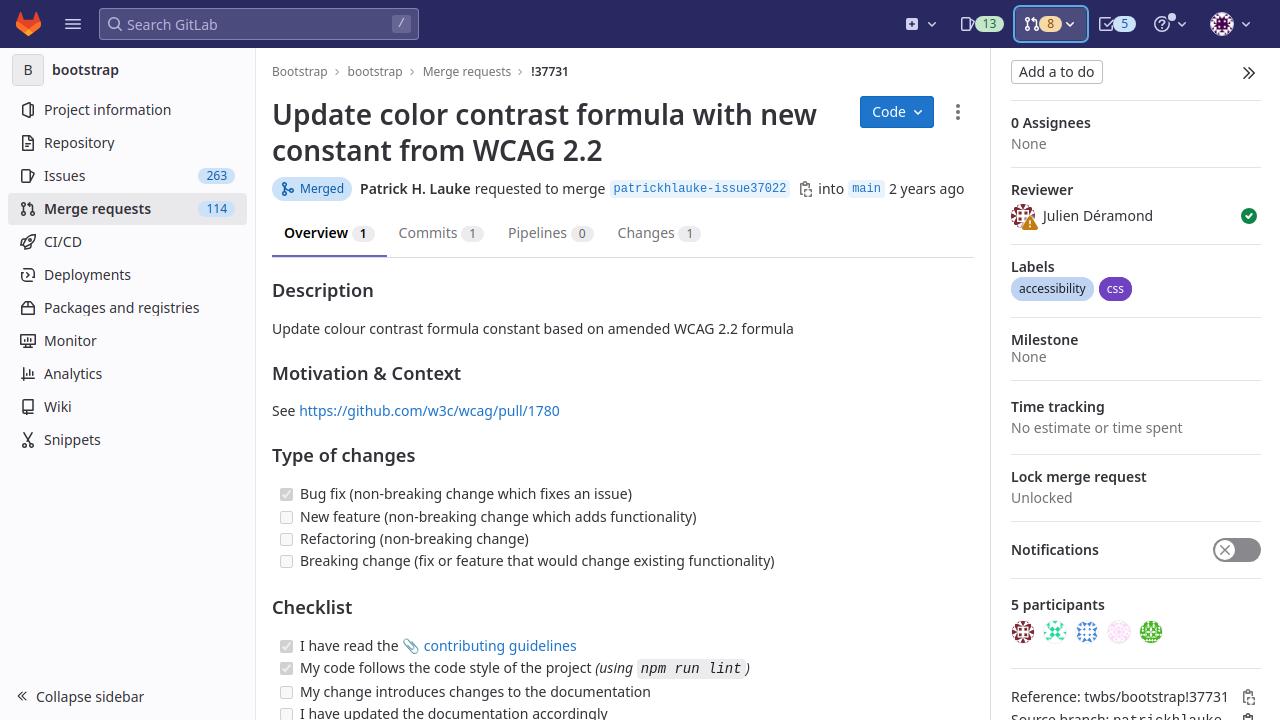 Search GitLab
/
13
8
5
B
bootstrap
Project information
Repository
Issues
263
Merge requests
114
CI/CD
Deployments
Packages and registries
Monitor
Analytics
Wiki
Snippets
Collapse sidebar
Bootstrap > bootstrap > Merge requests > !37731
Update color contrast formula with new constant from WCAG 2.2
Code
Merged
Patrick H. Lauke requested to merge patrickhlauke-issue37022 into main 2 years ago
Overview 1
Commits 1
Pipelines 0
Changes 1
Description
Update colour contrast formula constant based on amended WCAG 2.2 formula
Motivation & Context
See https://github.com/w3c/wcag/pull/1780
Type of changes
Bug fix (non-breaking change which fixes an issue)
New feature (non-breaking change which adds functionality)
Refactoring (non-breaking change)
Breaking change (fix or feature that would change existing functionality)
Checklist
I have read the 📎 contributing guidelines
My code follows the code style of the project (using npm run lint)
My change introduces changes to the documentation
I have updated the documentation accordingly
Add a to do
0 Assignees
None
Reviewer
Julien Déramond
Labels
accessibility
css
Milestone
None
Time tracking
No estimate or time spent
Lock merge request
Unlocked
Notifications
5 participants
Reference: twbs/bootstrap!37731
Source branch: patrickhlauke